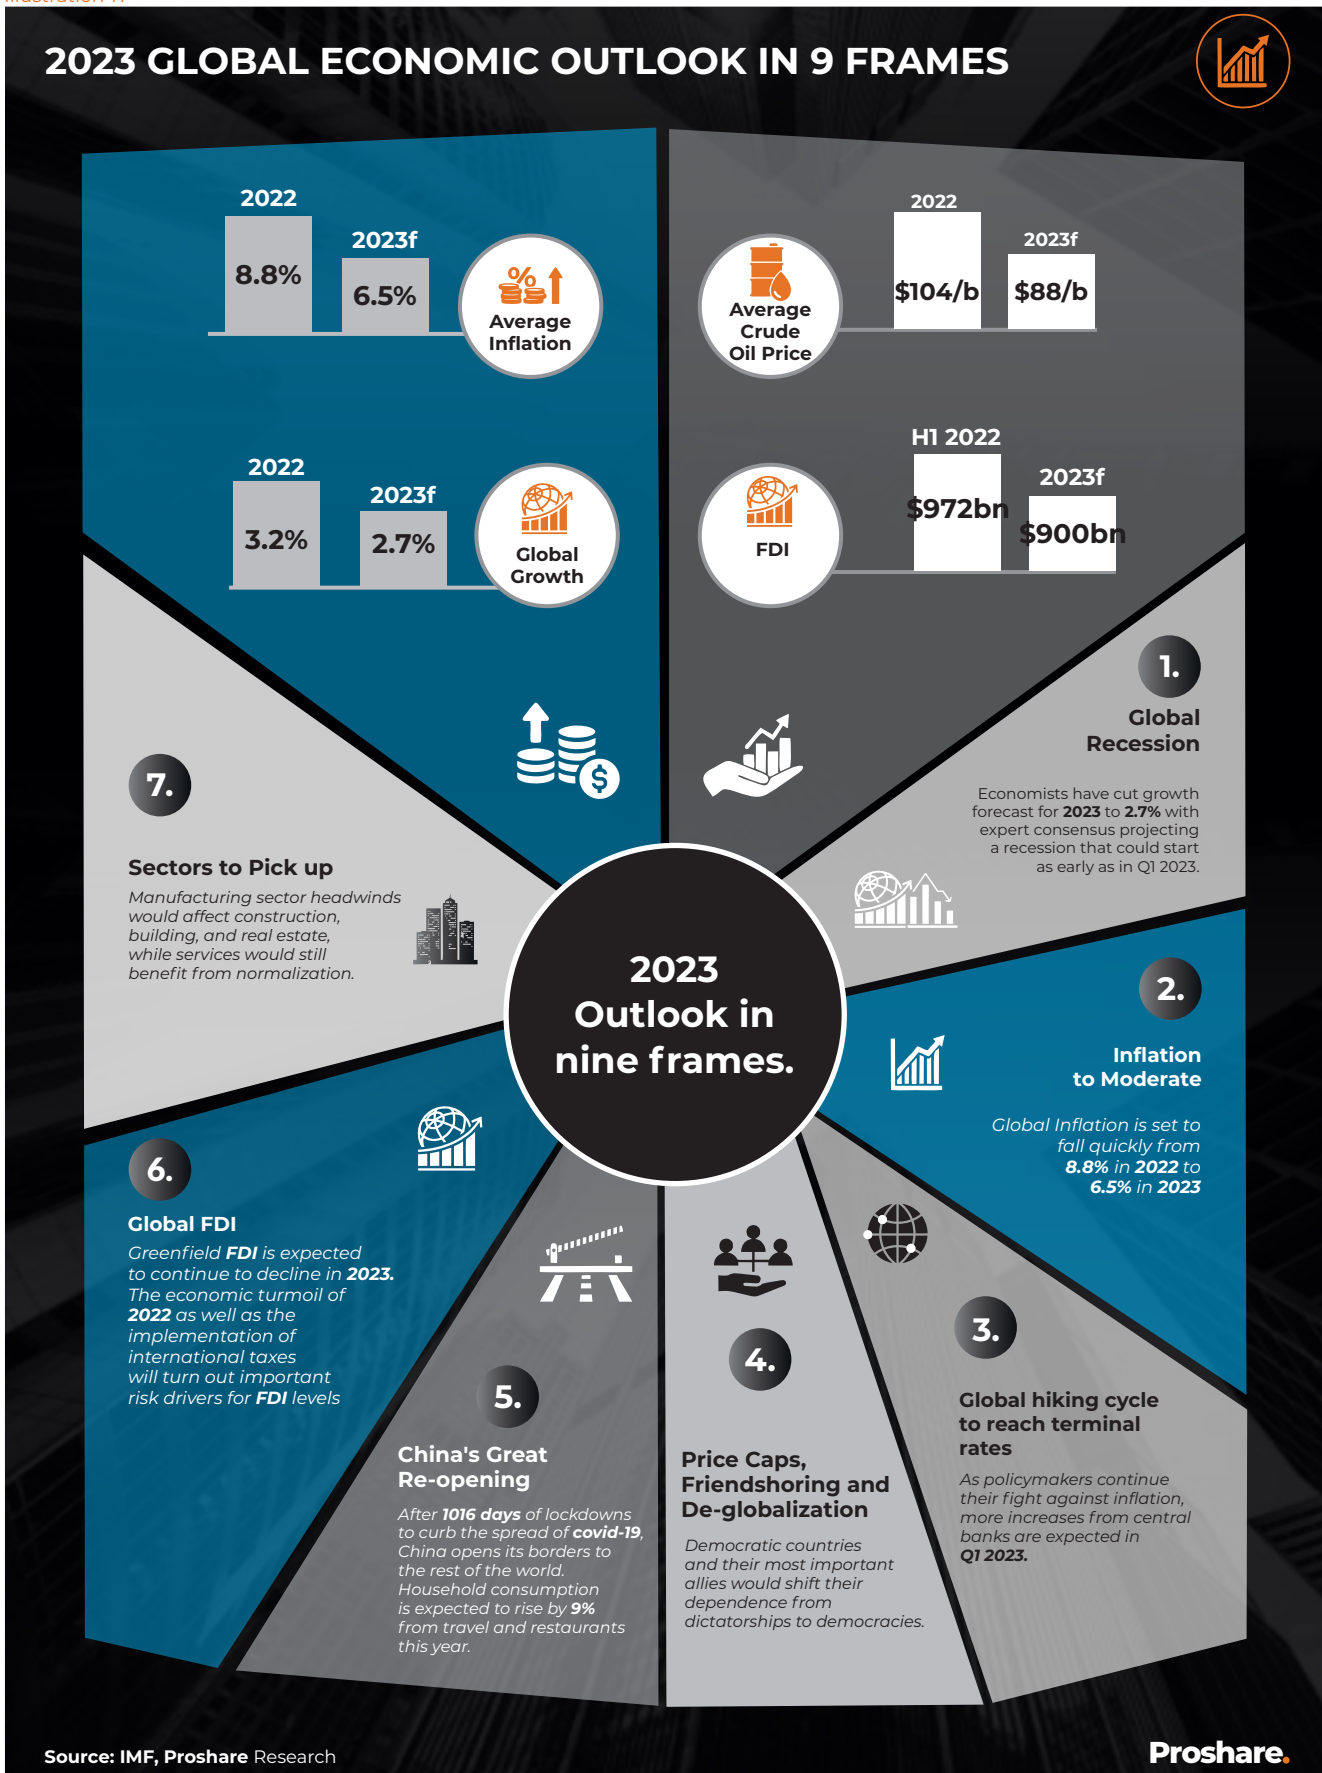 2023 GLOBAL ECONOMIC OUTLOOK IN 9 FRAMES
2022
8.8%
2023f
6.5%
Average
Inflation
2022
3.2%
2023f
2.7%
Global
Growth
Average
Crude
Oil Price
2022
$104/b
2023f
$88/b
FDI
H1 2022
$972bn
2023f
$900bn
2023
Outlook in
nine frames.
1.
Global
Recession
Economists have cut growth
forecast for 2023 to 2.7% with
expert consensus projecting
a recession that could start
as early as in Q1 2023.
2.
Inflation
to Moderate
Global Inflation is set to
fall quickly from
8.8% in 2022 to
6.5% in 2023
3.
Global hiking cycle
to reach terminal
rates
As policymakers continue
their fight against inflation,
more increases from central
banks are expected in
Q1 2023.
4.
Price Caps,
Friendshoring and
De-globalization
Democratic countries
and their most important
allies would shift their
dependence from
dictatorships to democracies.
5.
China's Great
Re-opening
After 1016 days of lockdowns
to curb the spread of covid-19,
China opens its borders to
the rest of the world.
Household consumption
is expected to rise by 9%
from travel and restaurants
this year.
6.
Global FDI
Greenfield FDI is expected
to continue to decline in 2023.
The economic turmoil of
2022 as well as the
implementation of
international taxes
will turn out important
risk drivers for FDI levels
7.
Sectors to Pick up
Manufacturing sector headwinds
would affect construction,
building, and real estate,
while services would still
benefit from normalization.
Source: IMF, Proshare Research
Proshare.